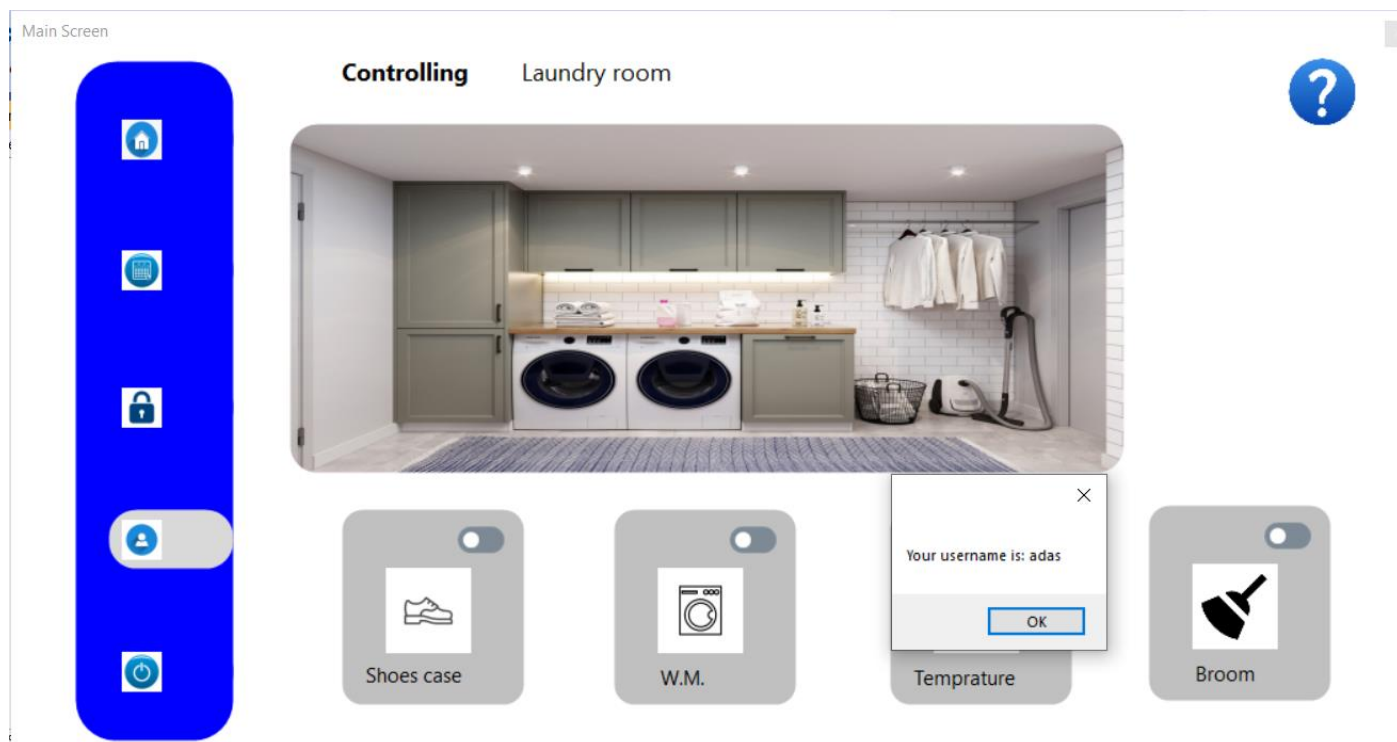 Main Screen
Controlling Laundry room
?
Your username is: adas
OK
Shoes case
W.M.
Temprature
Broom